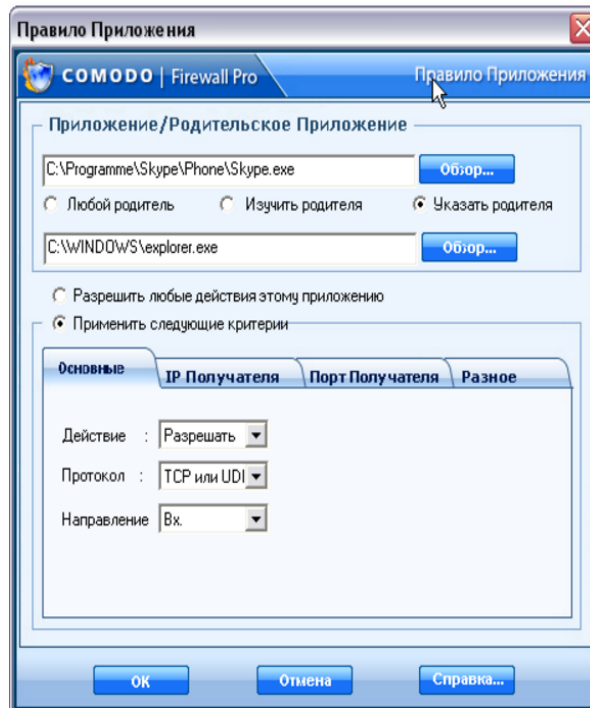 Правило Приложения
COMODO | Firewall Pro Правило Приложения
Приложение/Родительское Приложение
C:\Programme\Skype\Phone\Skype.exe Обзор...
Любой родитель Изучить родителя Указать родителя
C:\WINDOWS\explorer.exe Обзор...
Разрешить любые действия этому приложению
Применить следующие критерии
Основные IP Получателя Порт Получателя Разное
Действие : Разрешать
Протокол : TCP или UDI
Направление Вх.
OK Отмена Справка...